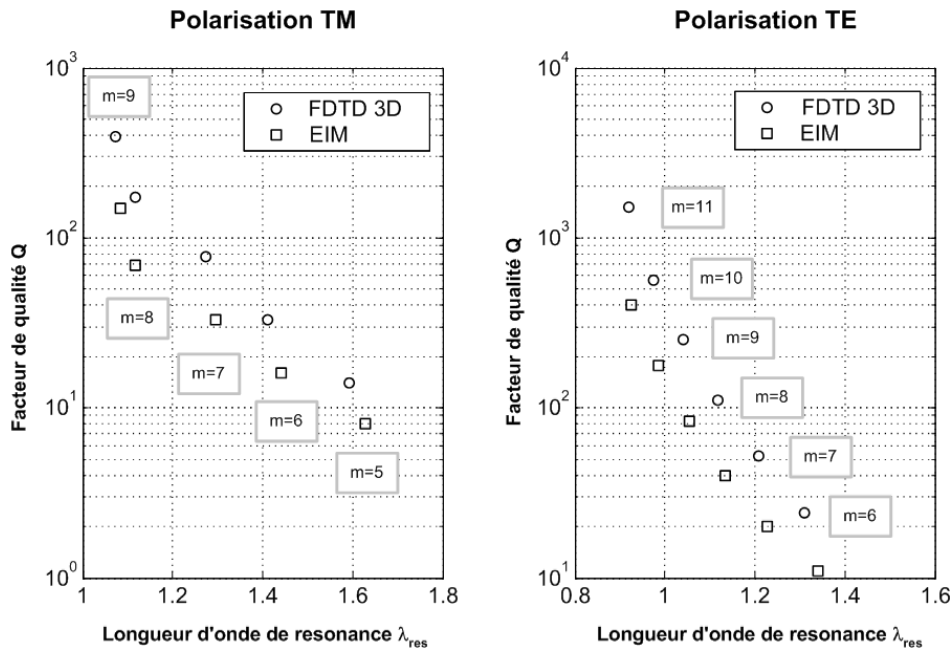 Polarisation TM
10³
10²
10¹
10⁰
Facteur de qualité Q
m=9
FDTD 3D
EIM
m=8
m=7
m=6
m=5
1
1.2
1.4
1.6
1.8
Longueur d'onde de resonance λres
Polarisation TE
10⁴
10³
10²
10¹
Facteur de qualité Q
FDTD 3D
EIM
m=11
m=10
m=9
m=8
m=7
m=6
0.8
1
1.2
1.4
1.6
Longueur d'onde de resonance λres